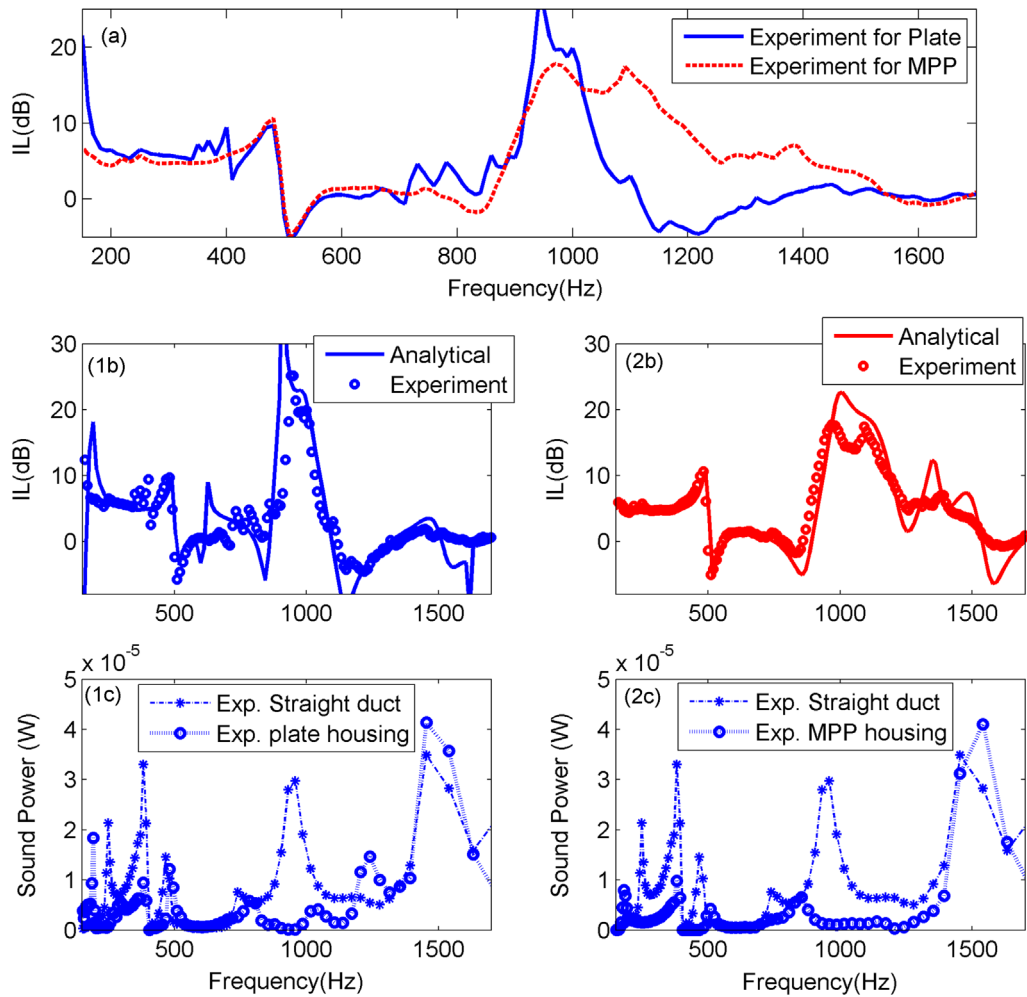 (a)
Experiment for Plate
Experiment for MPP
IL(dB)
20
10
0
200 400 600 800 1000 1200 1400 1600
Frequency(Hz)
(1b)
Analytical
Experiment
IL(dB)
30
20
10
0
500 1000 1500
(2b)
Analytical
Experiment
IL(dB)
30
20
10
0
500 1000 1500
x 10-5
(1c)
Exp. Straight duct
Exp. plate housing
Sound Power (W)
5
4
3
2
1
0
500 1000 1500
Frequency(Hz)
x 10-5
(2c)
Exp. Straight duct
Exp. MPP housing
Sound Power (W)
5
4
3
2
1
0
500 1000 1500
Frequency(Hz)